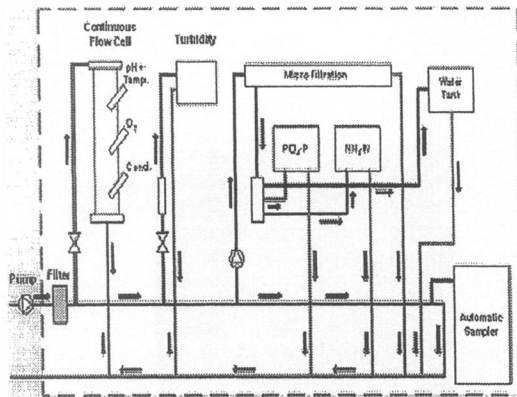 Continuous
Flow Cell
Turbidity
pH +
Temp.
O₂
Cond.
Micro Filtration
Water
Tank
PO₄-P
NH₄-N
Pump
Filter
Automatic
Sampler